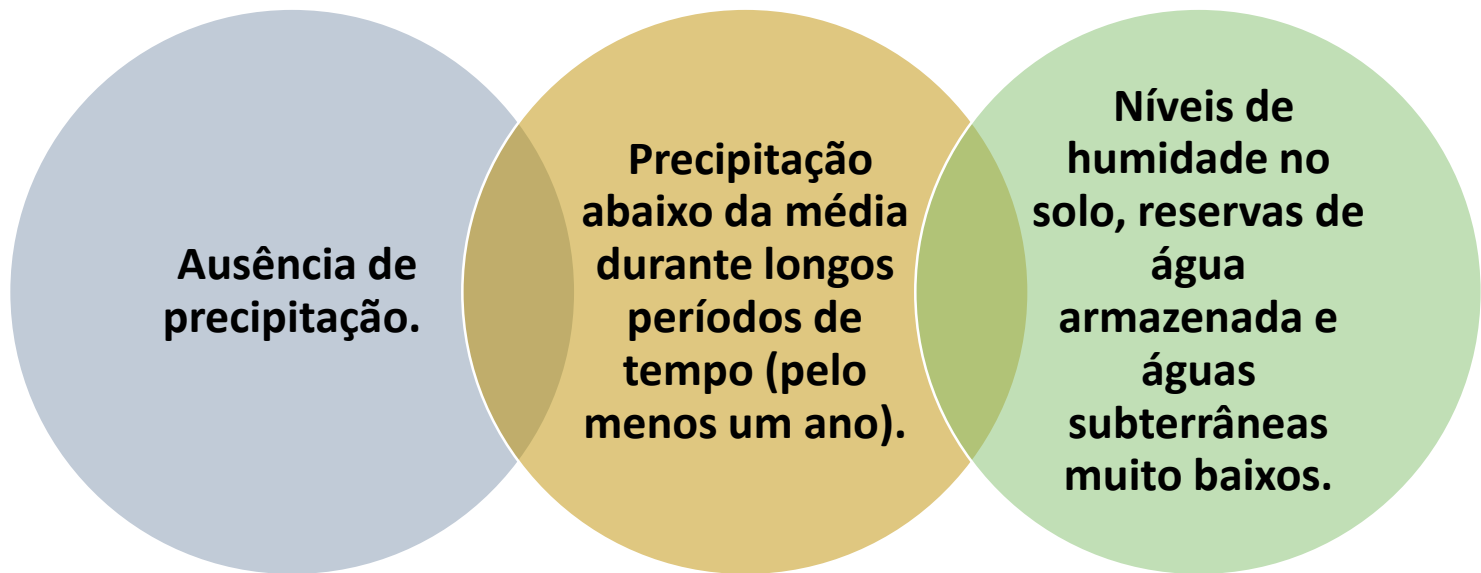 Ausência de
precipitação.
Precipitação
abaixo da média
durante longos
períodos de
tempo (pelo
menos um ano).
Níveis de
humidade no
solo, reservas de
água
armazenada e
águas
subterrâneas
muito baixos.